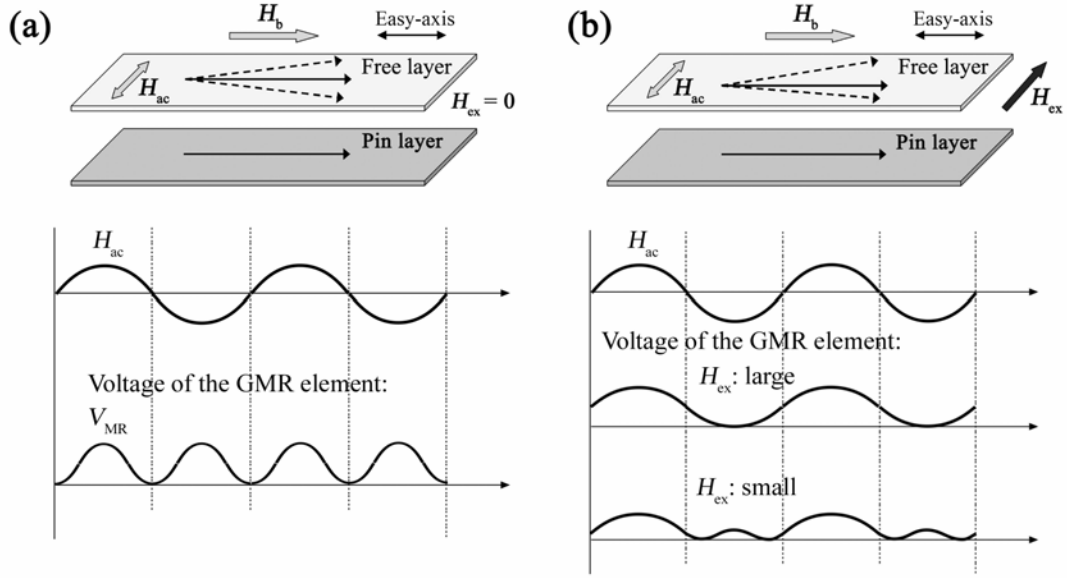 (a)
H_b
Easy-axis
H_ac
Free layer
H_ex = 0
Pin layer
H_ac
Voltage of the GMR element:
V_MR
(b)
H_b
Easy-axis
H_ac
Free layer
H_ex
Pin layer
H_ac
Voltage of the GMR element:
H_ex: large
H_ex: small